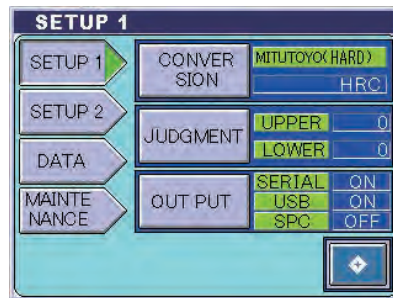 SETUP 1
SETUP 1
CONVER
SION
MITUTOYO(HARD)
HRC
SETUP 2
JUDGMENT
UPPER 0
LOWER 0
DATA
MAINTE
NANCE
OUT PUT
SERIAL ON
USB ON
SPC OFF